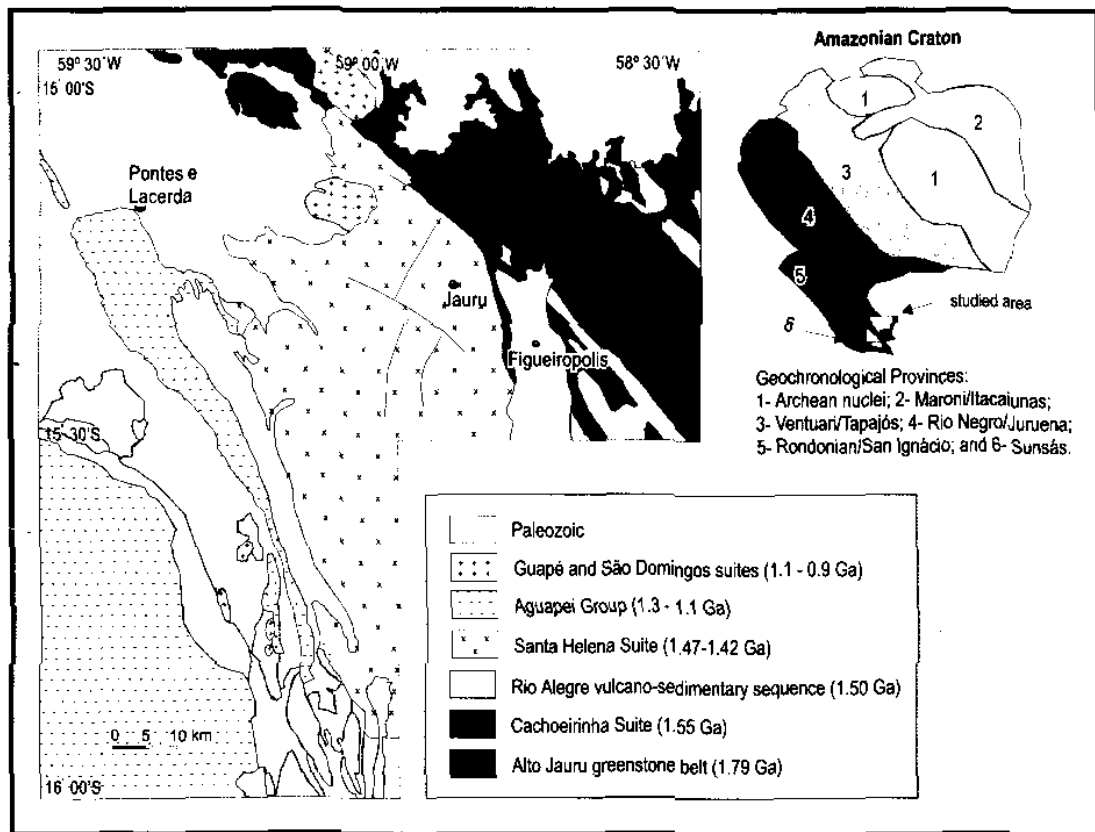 59° 30´ W
59° 00´ W
58° 30´ W
15° 00'S
Pontes e
Lacerda
Jauru
Figueiropolis
15° 30'S
0 5 10 km
16° 00'S
Amazonian Craton
1
2
3
1
4
5
6
studied area
Geochronological Provinces:
1- Archean nuclei; 2- Maroni/Itacaiunas;
3- Ventuari/Tapajós; 4- Rio Negro/Juruena;
5- Rondonian/San Ignácio; and 6- Sunsás.
Paleozoic
Guapé and São Domingos suites (1.1 - 0.9 Ga)
Aguapei Group (1.3 - 1.1 Ga)
Santa Helena Suite (1.47-1.42 Ga)
Rio Alegre vulcano-sedimentary sequence (1.50 Ga)
Cachoeirinha Suite (1.55 Ga)
Alto Jauru greenstone belt (1.79 Ga)